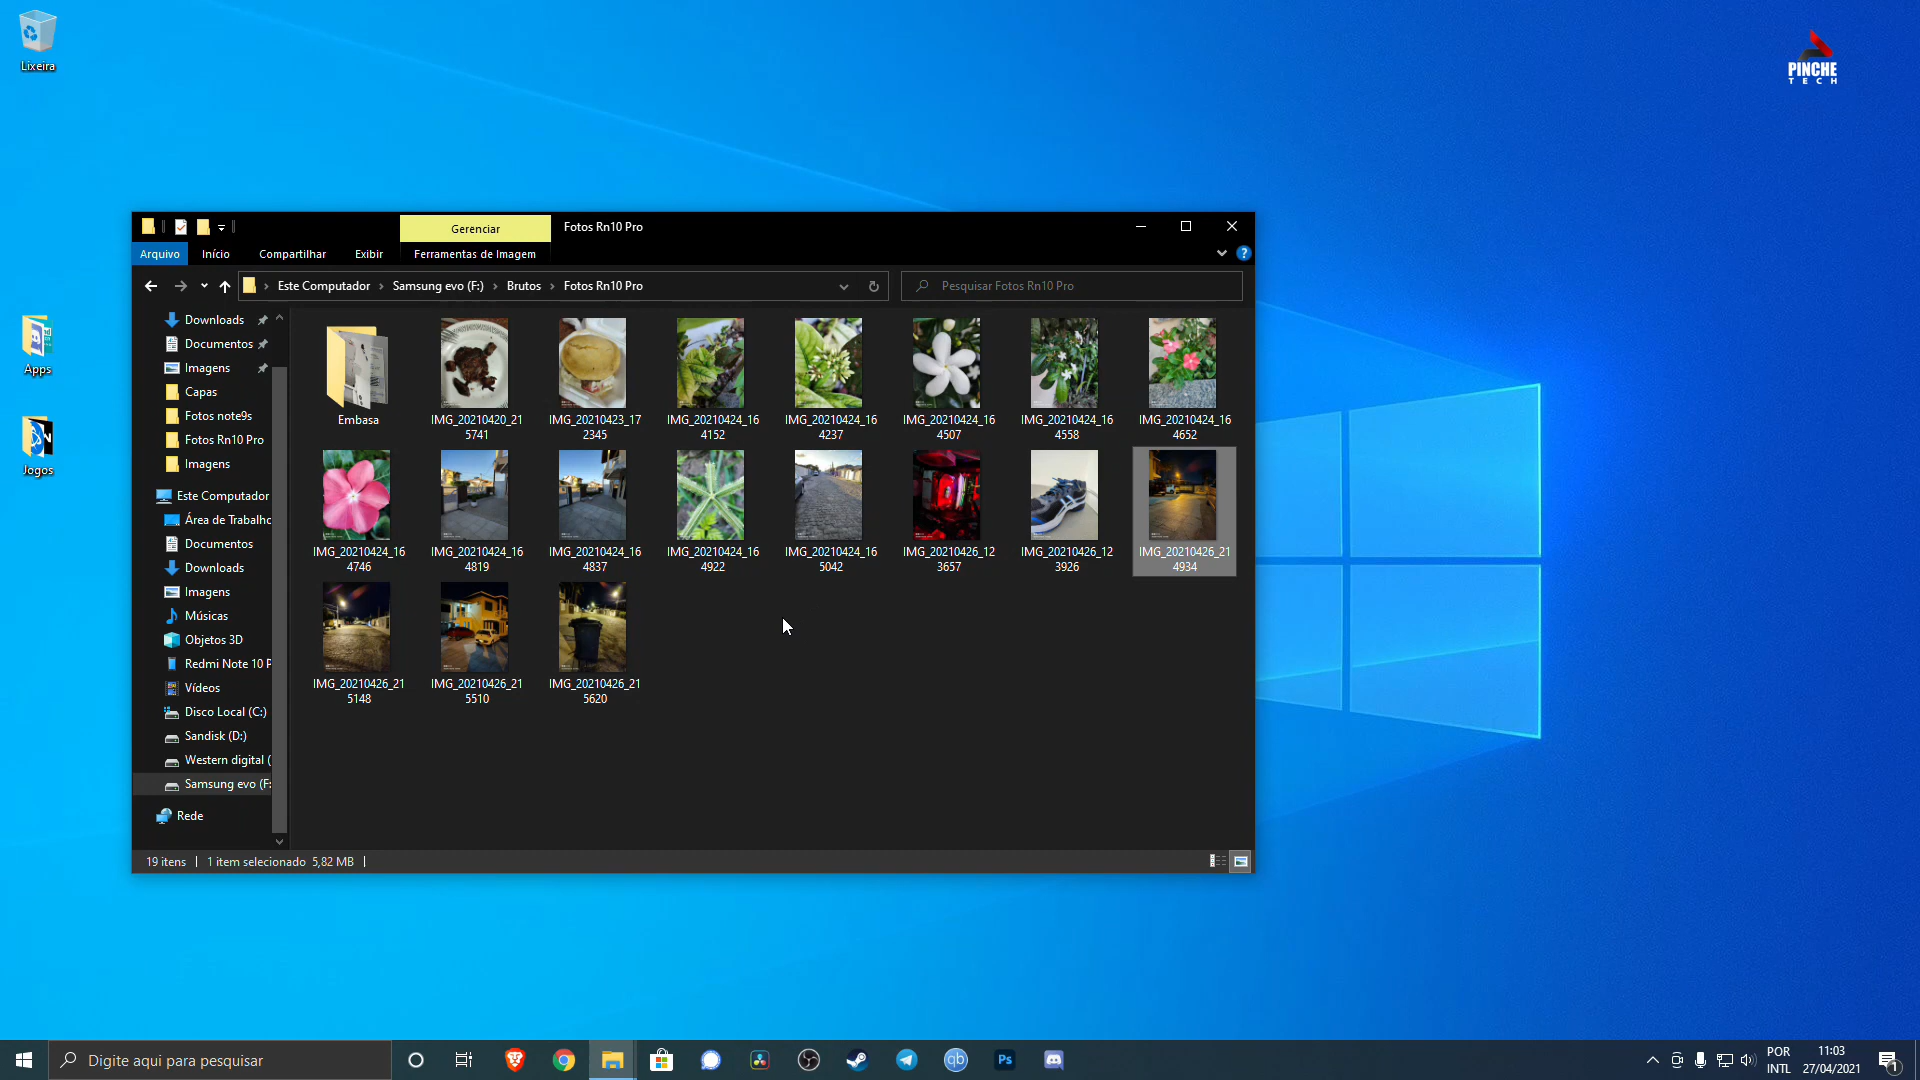 Lixeira
PINCHE
TECH
Apps
Jogos
Gerenciar
Fotos Rn10 Pro
Arquivo
Início
Compartilhar
Exibir
Ferramentas de Imagem
?
Este Computador
Samsung evo (F:)
Brutos
Fotos Rn10 Pro
Pesquisar Fotos Rn10 Pro
Downloads
Documentos
Imagens
Capas
Fotos note9s
Fotos Rn10 Pro
Imagens
Este Computador
Área de Trabalho
Documentos
Downloads
Imagens
Músicas
Objetos 3D
Redmi Note 10 P
Vídeos
Disco Local (C:)
Sandisk (D:)
Western digital (
Samsung evo (F:
Rede
Embasa
IMG_20210420_21
5741
IMG_20210423_17
2345
IMG_20210424_16
4152
IMG_20210424_16
4237
IMG_20210424_16
4507
IMG_20210424_16
4558
IMG_20210424_16
4652
IMG_20210424_16
4746
IMG_20210424_16
4819
IMG_20210424_16
4837
IMG_20210424_16
4922
IMG_20210424_16
5042
IMG_20210426_12
3657
IMG_20210426_12
3926
IMG_20210426_21
4934
IMG_20210426_21
5148
IMG_20210426_21
5510
IMG_20210426_21
5620
19 itens
1 item selecionado 5,82 MB
Digite aqui para pesquisar
qb
Ps
POR
INTL
11:03
27/04/2021
1